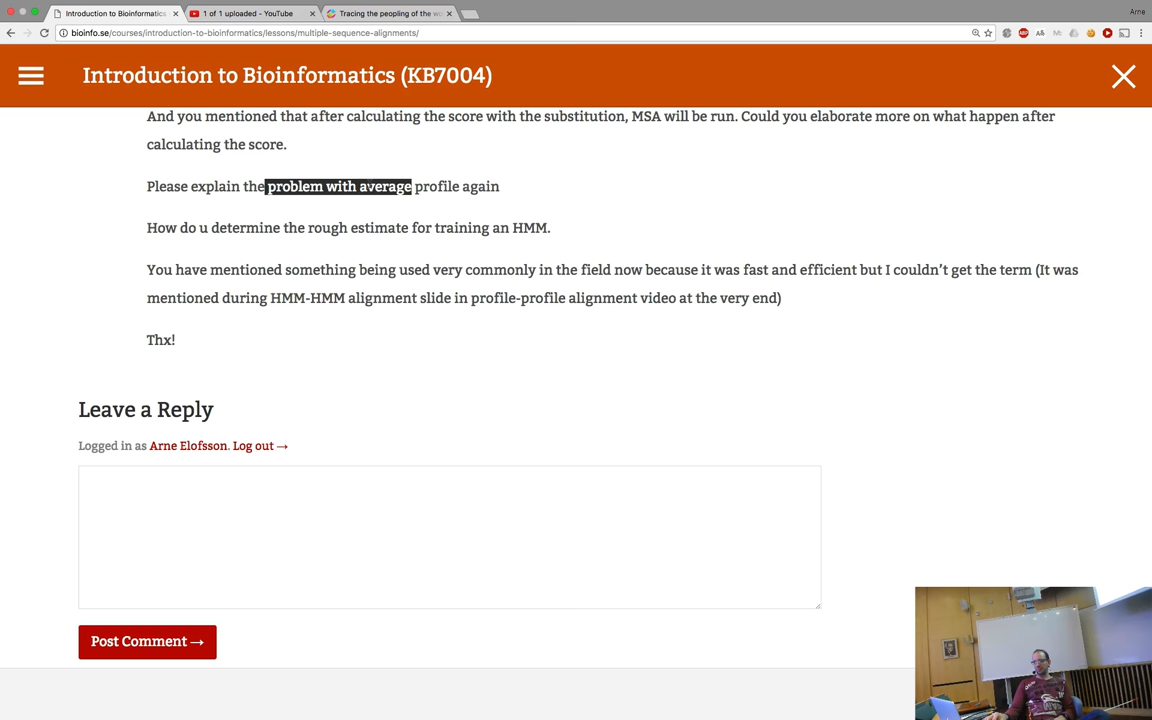 Introduction to Bioinformatics
1 of 1 uploaded - YouTube
Tracing the peopling of the wo
Arne
bioinfo.se/courses/introduction-to-bioinformatics/lessons/multiple-sequence-alignments/
Introduction to Bioinformatics (KB7004)
And you mentioned that after calculating the score with the substitution, MSA will be run. Could you elaborate more on what happen after
calculating the score.
Please explain the problem with average profile again
How do u determine the rough estimate for training an HMM.
You have mentioned something being used very commonly in the field now because it was fast and efficient but I couldn't get the term (It was
mentioned during HMM-HMM alignment slide in profile-profile alignment video at the very end)
Thx!
Leave a Reply
Logged in as Arne Elofsson. Log out →
Post Comment →